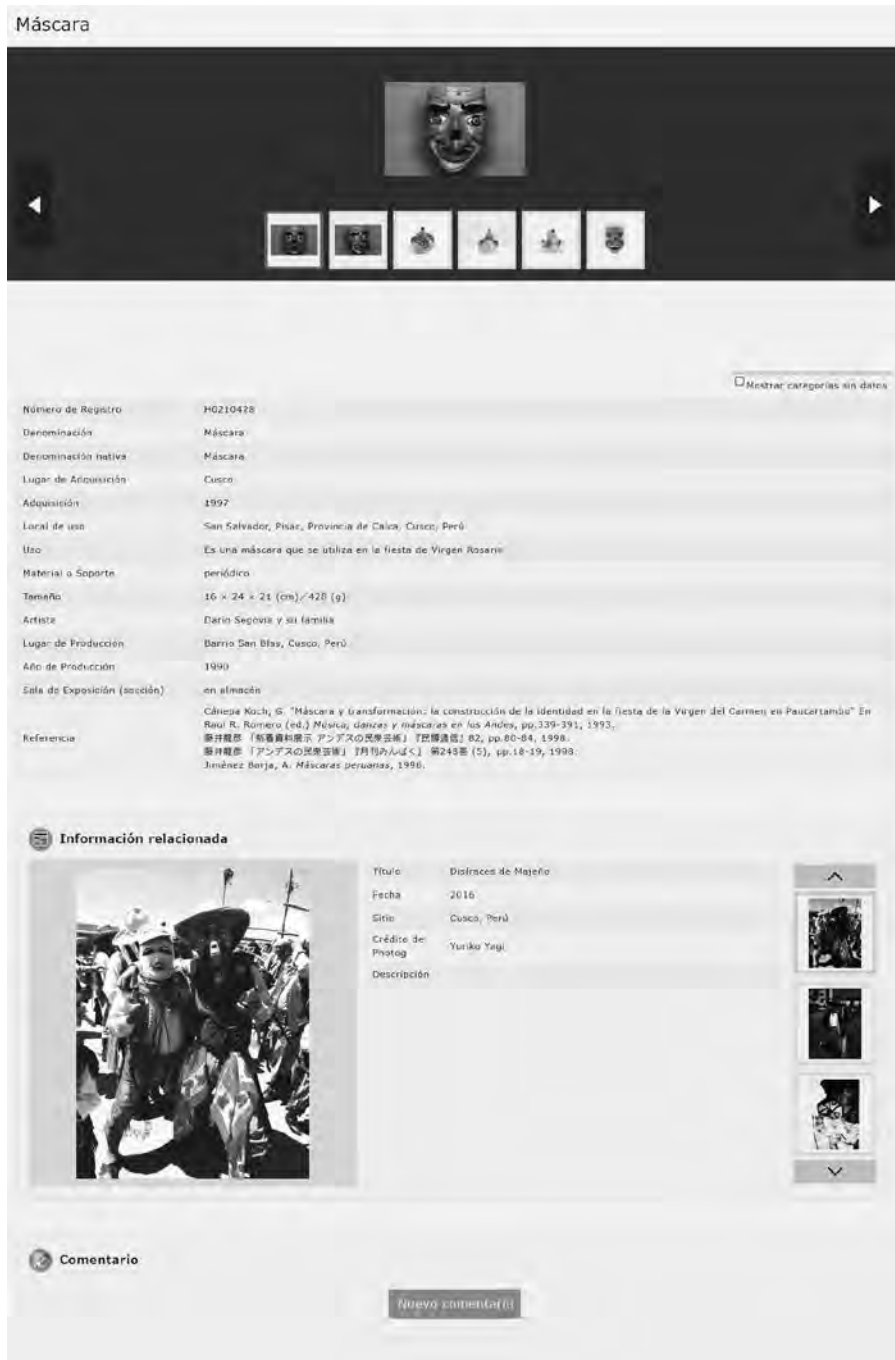 Máscara
Mostrar categorías sin datos
Número de Registro H0210428
Denominación Máscara
Denominación nativa Máscara
Lugar de Adquisición Cusco
Adquisición 1997
Local de uso San Salvador, Pisac, Provincia de Calca, Cusco, Perú
Uso Es una máscara que se utiliza en la fiesta de Virgen Rosario
Material o Soporte periódico
Tamaño 16 × 24 × 21 (cm)/428 (g)
Artista Dario Segovia y su familia
Lugar de Producción Barrio San Blas, Cusco, Perú
Año de Producción 1990
Sala de Exposición (sección) en almacén
Cánepa Koch, G. "Máscara y transformación: la construcción de la identidad en la fiesta de la Virgen del Carmen en Paucartambo" En
Raúl R. Romero (ed.) Música, danzas y máscaras en los Andes, pp.339-391, 1993.
Referencia 藤井龍彦 「新着資料展示 アンデスの民衆芸術」『民博通信』82, pp.80-84, 1998.
藤井龍彦 「アンデスの民衆芸術」『月刊みんぱく』 第248番 (5), pp.18-19, 1998.
Jiménez Borja, A. Máscaras peruanas, 1996.
Información relacionada
Título Disfraces de Majeño
Fecha 2016
Sitio Cusco, Perú
Crédito de
Photog Yuriko Yagi
Descripción
Comentario
Nuevo comentario